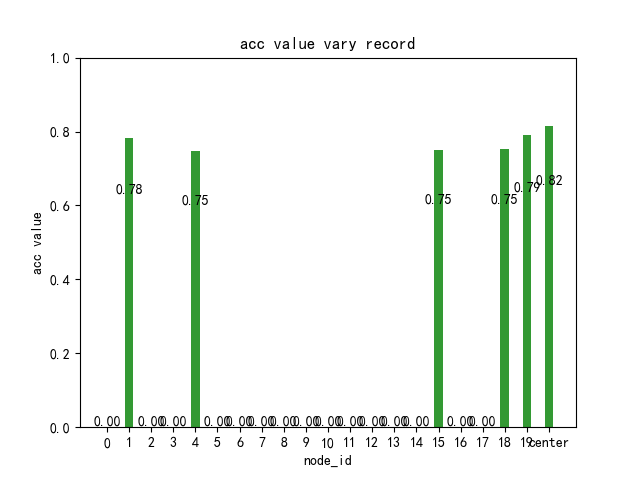 acc value vary record
1.0
0.8
0.6
0.4
0.2
0.0
acc value
0.00 0.78 0.00 0.00 0.75 0.00 0.00 0.00 0.00 0.00 0.00 0.00 0.00 0.00 0.00 0.75 0.00 0.00 0.75 0.79 0.82
0 1 2 3 4 5 6 7 8 9 10 11 12 13 14 15 16 17 18 19 center
node_id